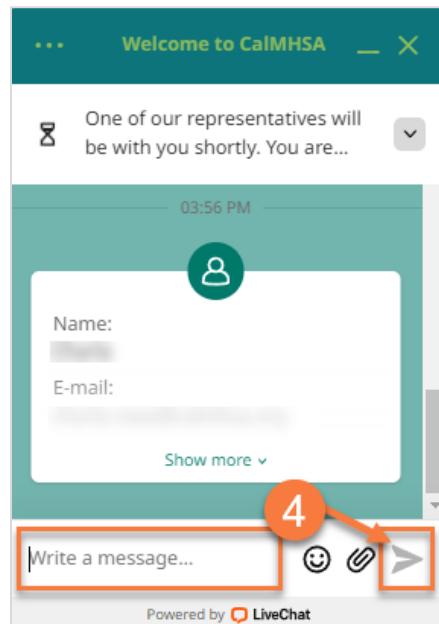 Welcome to CalMHSA
One of our representatives will
be with you shortly. You are...
03:56 PM
Name:
E-mail:
Show more
4
Write a message...
Powered by LiveChat